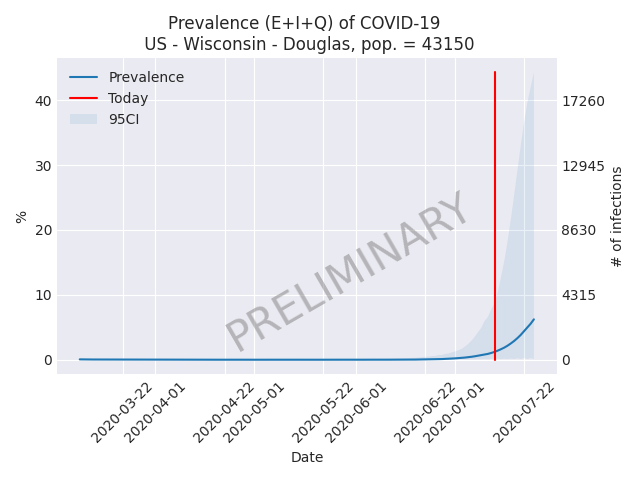 Prevalence (E+I+Q) of COVID-19
US - Wisconsin - Douglas, pop. = 43150
Prevalence
Today
95CI
40
30
20
10
0
%
17260
12945
8630
4315
0
# of infections
PRELIMINARY
2020-03-22
2020-04-01
2020-04-22
2020-05-01
2020-05-22
2020-06-01
2020-06-22
2020-07-01
2020-07-22
Date